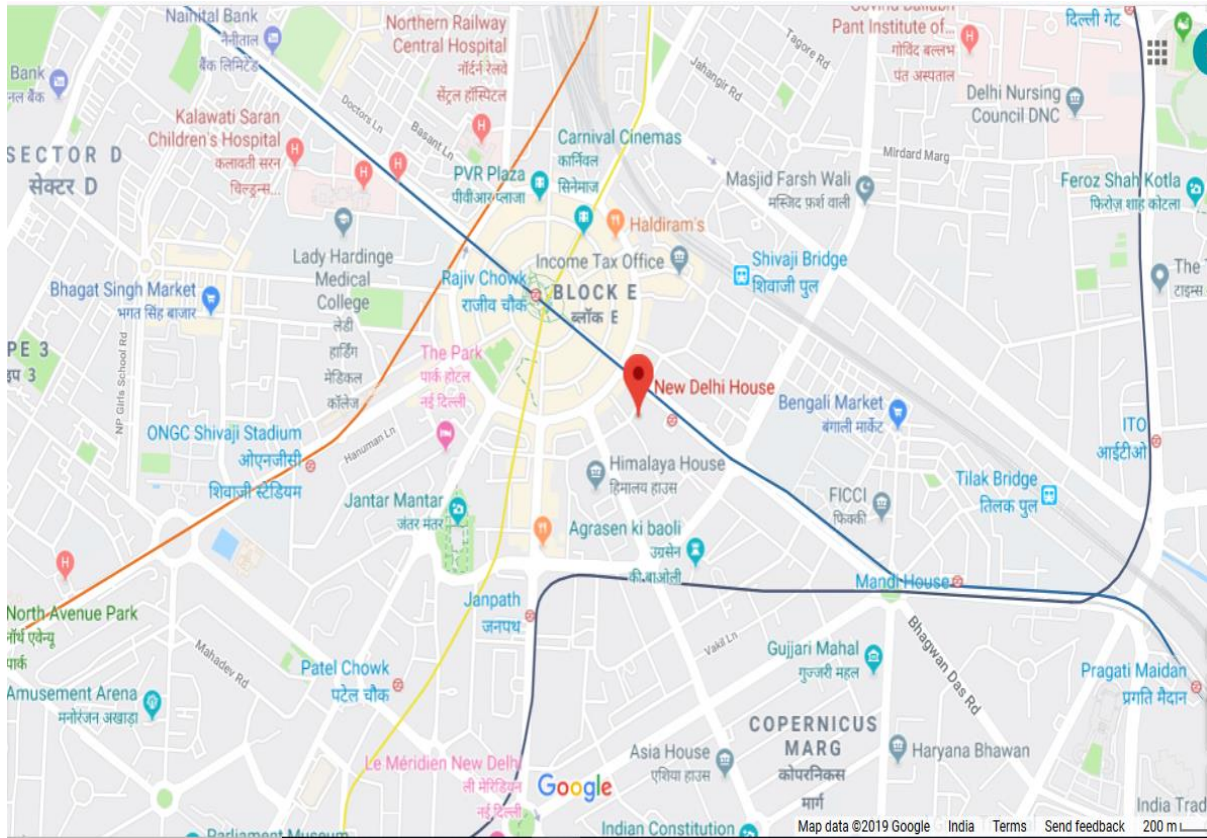 Nainital Bank
नैनीताल
बैंक लिमिटेड
Northern Railway
Central Hospital
नॉर्दर्न रेलवे
सेंट्रल हॉस्पिटल
Pant Institute of...
गोविंद बल्लभ
पंत अस्पताल
दिल्ली गेट
Bank
नल बैंक
Tagore Rd
Jahangir Rd
Delhi Nursing
Council DNC
Kalawati Saran
Children's Hospital
कलावती सरन
चिल्ड्रन्स...
Doctors Ln
Basant Ln
Carnival Cinemas
कार्निवल
सिनेमाज
Mirdard Marg
SECTOR D
सेक्टर D
PVR Plaza
पीवीआर प्लाजा
Masjid Farsh Wali
मस्जिद फ़र्श वाली
Feroz Shah Kotla
फिरोज़ शाह कोटला
Haldiram's
Lady Hardinge
Medical
College
लेडी
हार्डिंग
मेडिकल
कॉलेज
Income Tax Office
Shivaji Bridge
शिवाजी पुल
Rajiv Chowk
राजीव चौक
BLOCK E
ब्लॉक E
The T
टाइम्स
Bhagat Singh Market
भगत सिंह बाजार
PE 3
इप 3
NP Girls School Rd
The Park
पार्क होटल
नई दिल्ली
New Delhi House
Bengali Market
बंगाली मार्केट
ITO
आईटीओ
ONGC Shivaji Stadium
ओएनजीसी
शिवाजी स्टेडियम
Hanuman Ln
Himalaya House
हिमालय हाउस
Tilak Bridge
तिलक पुल
FICCI
फिक्की
Jantar Mantar
जंतर मंतर
Agrasen ki baoli
उग्रसेन
की बाओली
Mandi House
North Avenue Park
नॉर्थ एवेन्यू
पार्क
Janpath
जनपथ
Mahadev Rd
Vakil Ln
Bhagwan Das Rd
Patel Chowk
पटेल चौक
Gujjari Mahal
गुज्जरी महल
Pragati Maidan
प्रगति मैदान
Amusement Arena
मनोरंजन अखाड़ा
COPERNICUS
MARG
कोपरनिकस
मार्ग
Asia House
एशिया हाउस
Haryana Bhawan
Le Méridien New Delhi
ली मेरिडियन
नई दिल्ली
Google
India Trad
Parliament Museum
Indian Constitution
Map data ©2019 Google India Terms Send feedback 200 m